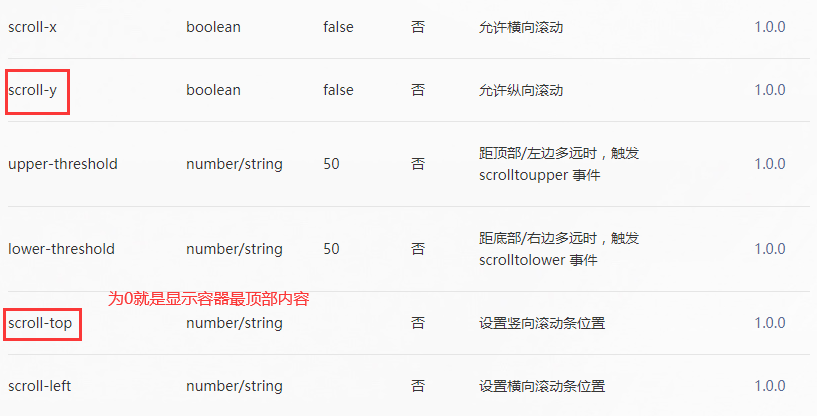 scroll-x boolean false 否 允许横向滚动 1.0.0
scroll-y boolean false 否 允许纵向滚动 1.0.0
upper-threshold number/string 50 否 距顶部/左边多远时，触发 1.0.0
scrolltoupper 事件
lower-threshold number/string 50 否 距底部/右边多远时，触发 1.0.0
scrolltolower 事件
为0就是显示容器最顶部内容
scroll-top number/string 否 设置竖向滚动条位置 1.0.0
scroll-left number/string 否 设置横向滚动条位置 1.0.0